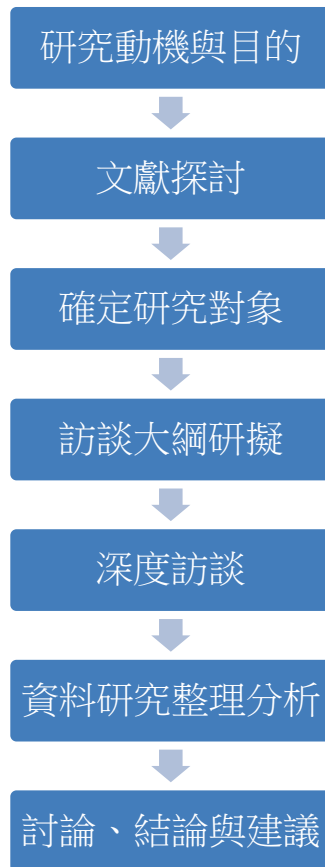 研究動機與目的
文獻探討
確定研究對象
訪談大綱研擬
深度訪談
資料研究整理分析
討論、結論與建議